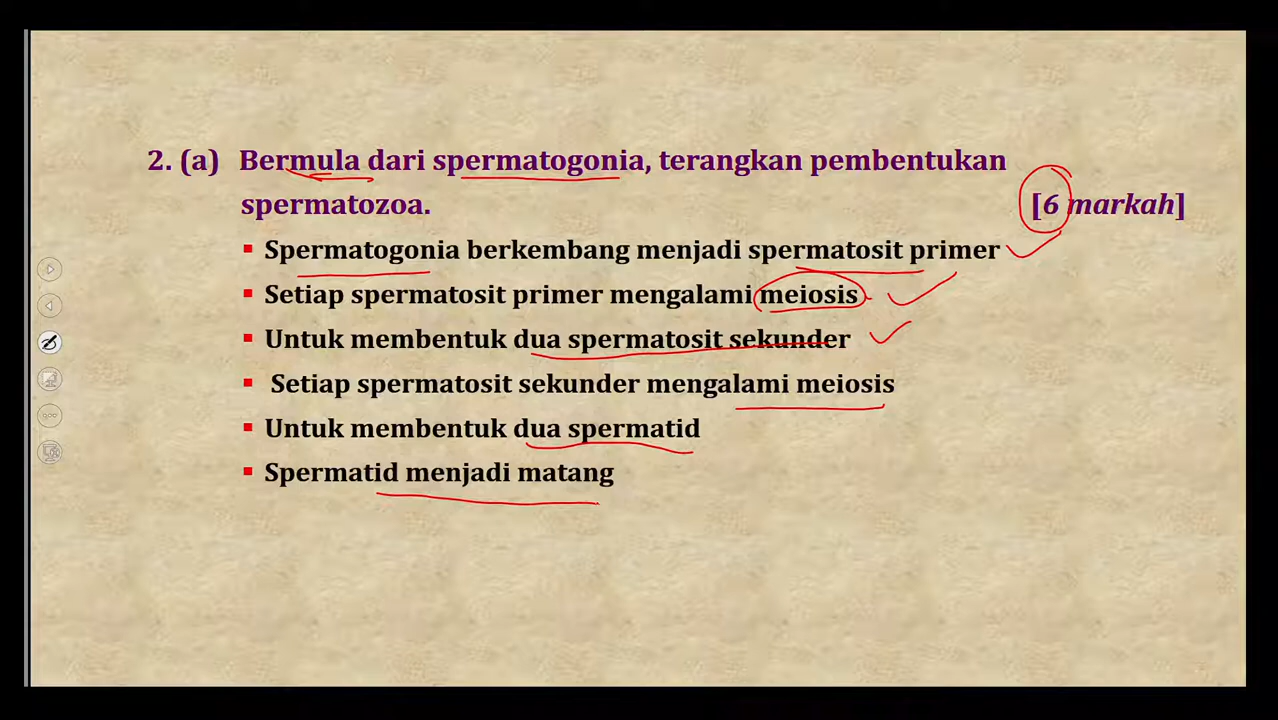 2. (a) Bermula dari spermatogonia, terangkan pembentukan
spermatozoa. [6 markah]
▪ Spermatogonia berkembang menjadi spermatosit primer
▪ Setiap spermatosit primer mengalami meiosis
▪ Untuk membentuk dua spermatosit sekunder
▪ Setiap spermatosit sekunder mengalami meiosis
▪ Untuk membentuk dua spermatid
▪ Spermatid menjadi matang